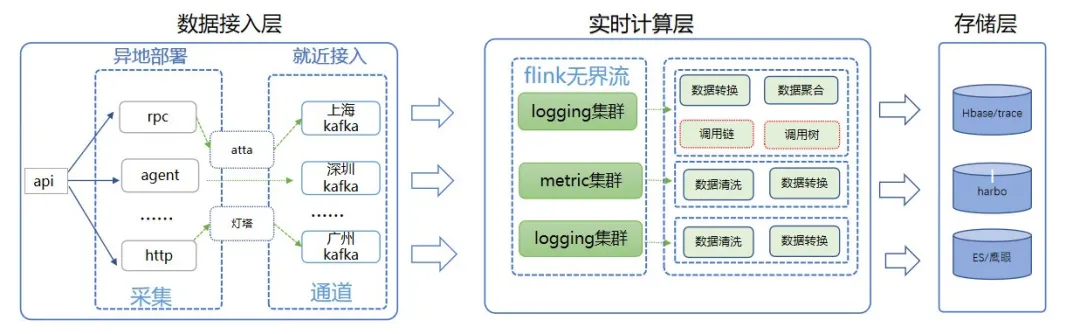 数据接入层
实时计算层
存储层
异地部署
就近接入
api
rpc
agent
......
http
采集
atta
灯塔
上海
kafka
深圳
kafka
......
广州
kafka
通道
flink无界流
logging集群
metric集群
logging集群
数据转换
数据聚合
调用链
调用树
数据清洗
数据转换
数据清洗
数据转换
Hbase/trace
harbo
ES/鹰眼